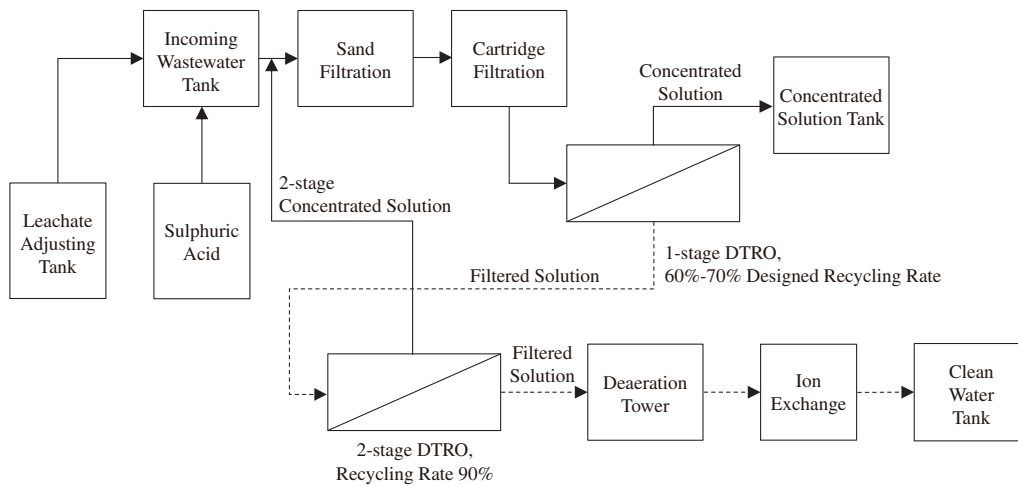 Incoming
Wastewater
Tank
Sand
Filtration
Cartridge
Filtration
Concentrated
Solution
Concentrated
Solution Tank
Leachate
Adjusting
Tank
Sulphuric
Acid
2-stage
Concentrated Solution
1-stage DTRO,
60%-70% Designed Recycling Rate
Filtered Solution
Filtered
Solution
2-stage DTRO,
Recycling Rate 90%
Deaeration
Tower
Ion
Exchange
Clean
Water
Tank